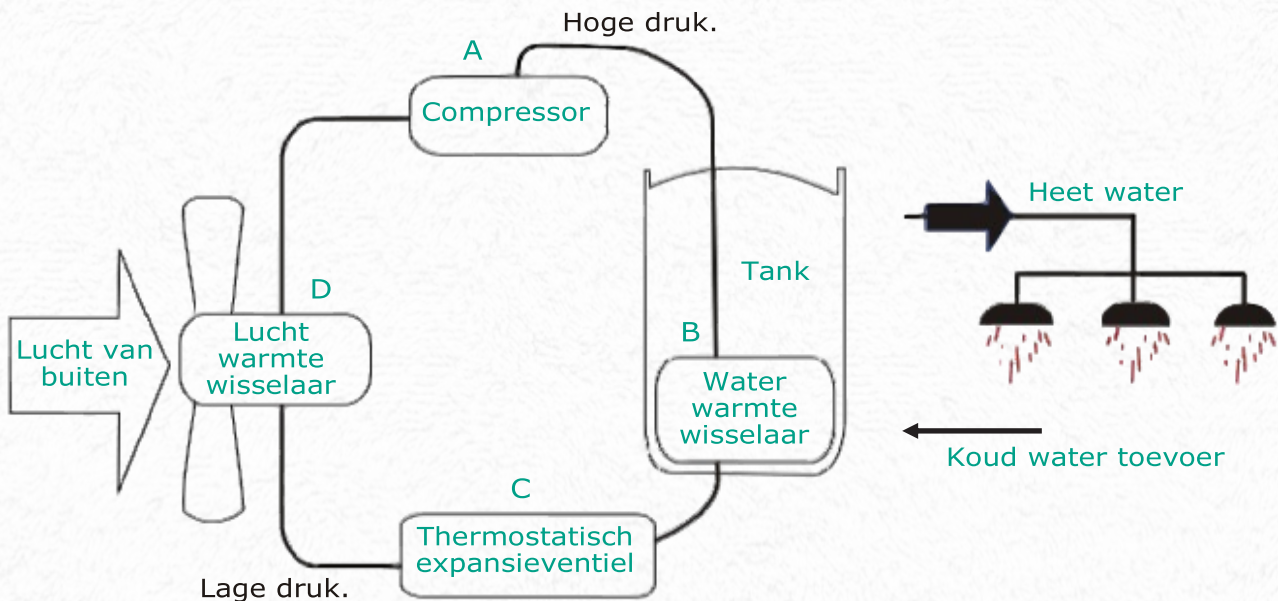 Hoge druk.
A
Compressor
Heet water
Tank
D
B
Lucht van
buiten
Lucht
warmte
wisselaar
Water
warmte
wisselaar
Koud water toevoer
C
Thermostatisch
expansieventiel
Lage druk.